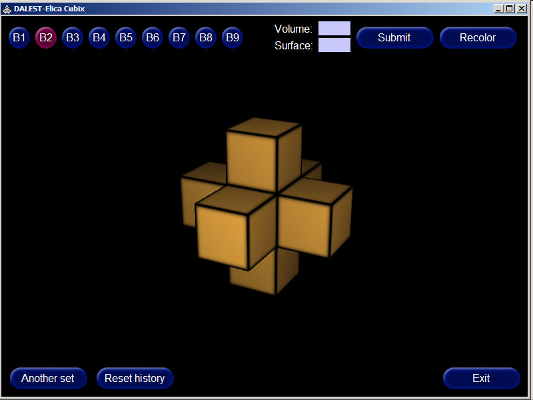 DALEST-Elica Cubix
B1 B2 B3 B4 B5 B6 B7 B8 B9
Volume:
Surface:
Submit
Recolor
Another set
Reset history
Exit